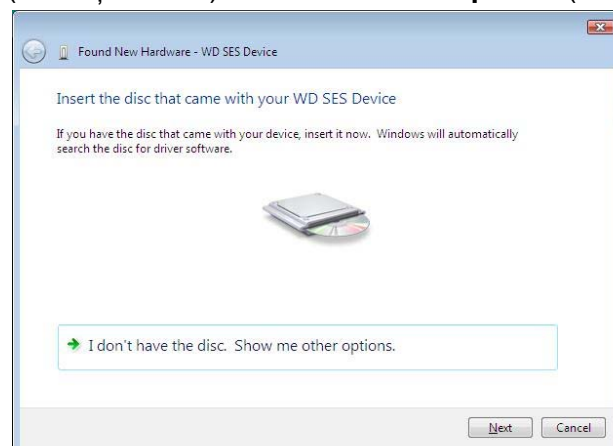 Found New Hardware - WD SES Device
Insert the disc that came with your WD SES Device
If you have the disc that came with your device, insert it now.  Windows will automatically
search the disc for driver software.
I don't have the disc.  Show me other options.
Next
Cancel